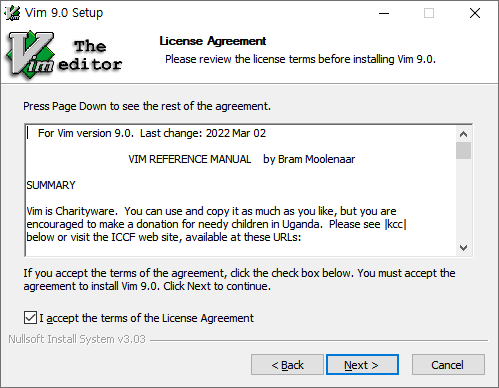 Vim 9.0 Setup
Vim
The
editor
License Agreement
Please review the license terms before installing Vim 9.0.
Press Page Down to see the rest of the agreement.
For Vim version 9.0.  Last change: 2022 Mar 02
VIM REFERENCE MANUAL    by Bram Moolenaar
SUMMARY
Vim is Charityware.  You can use and copy it as much as you like, but you are
encouraged to make a donation for needy children in Uganda.  Please see |kcc|
below or visit the ICCF web site, available at these URLs:
If you accept the terms of the agreement, click the check box below. You must accept the
agreement to install Vim 9.0. Click Next to continue.
I accept the terms of the License Agreement
Nullsoft Install System v3.03
< Back
Next >
Cancel